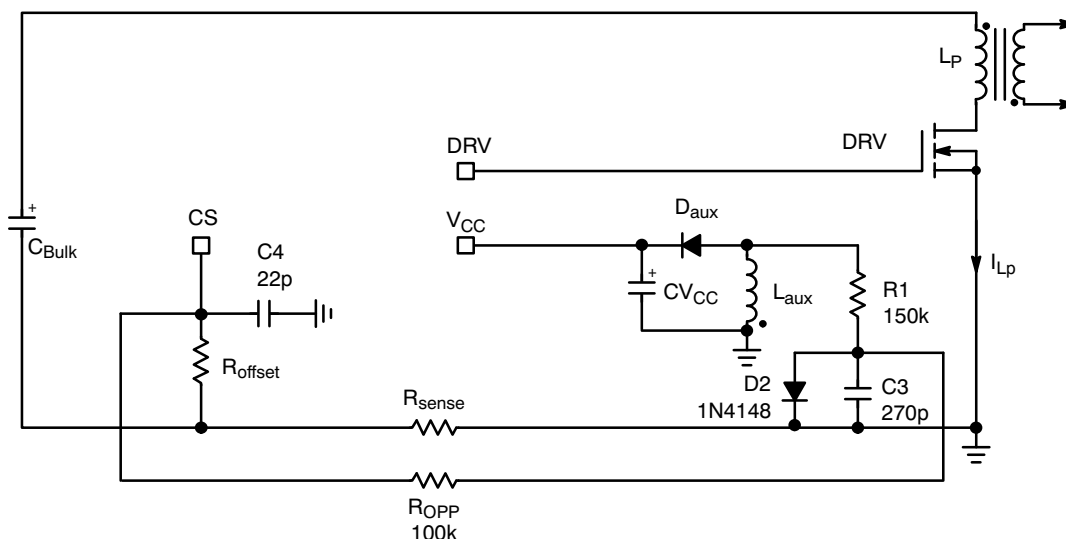 L_P
DRV
DRV
CS
V_CC
D_aux
+
C_Bulk
C4
22p
+
CV_CC
L_aux
R1
150k
I_Lp
R_offset
D2
1N4148
C3
270p
R_sense
R_OPP
100k